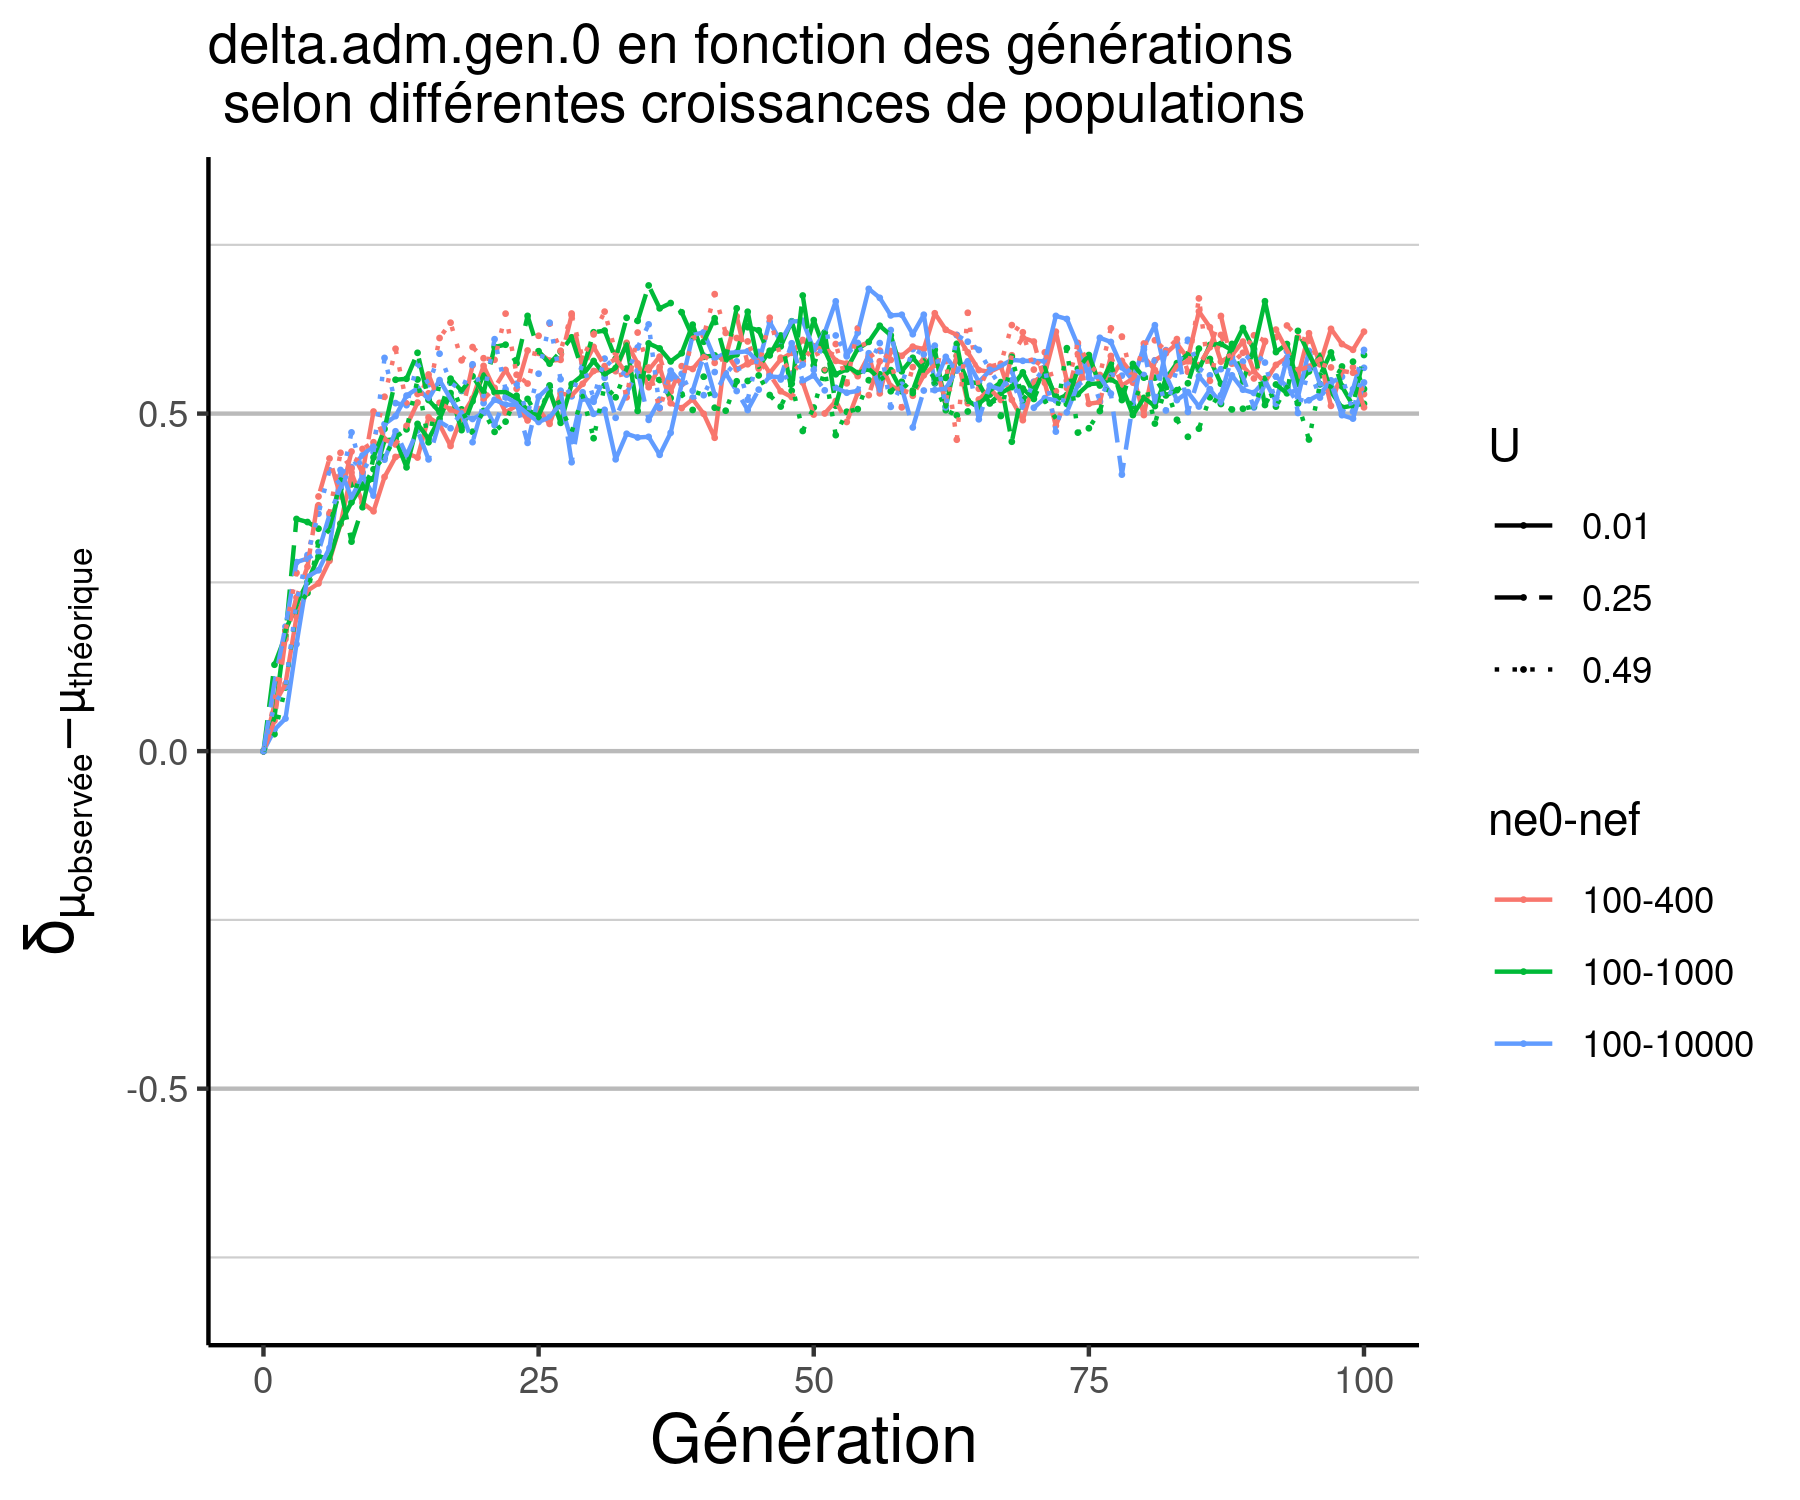 delta.adm.gen.0 en fonction des générations
selon différentes croissances de populations
δμobservée−μthéorique
0.5
0.0
-0.5
0 25 50 75 100
Génération
U
0.01
0.25
0.49
ne0-nef
100-400
100-1000
100-10000